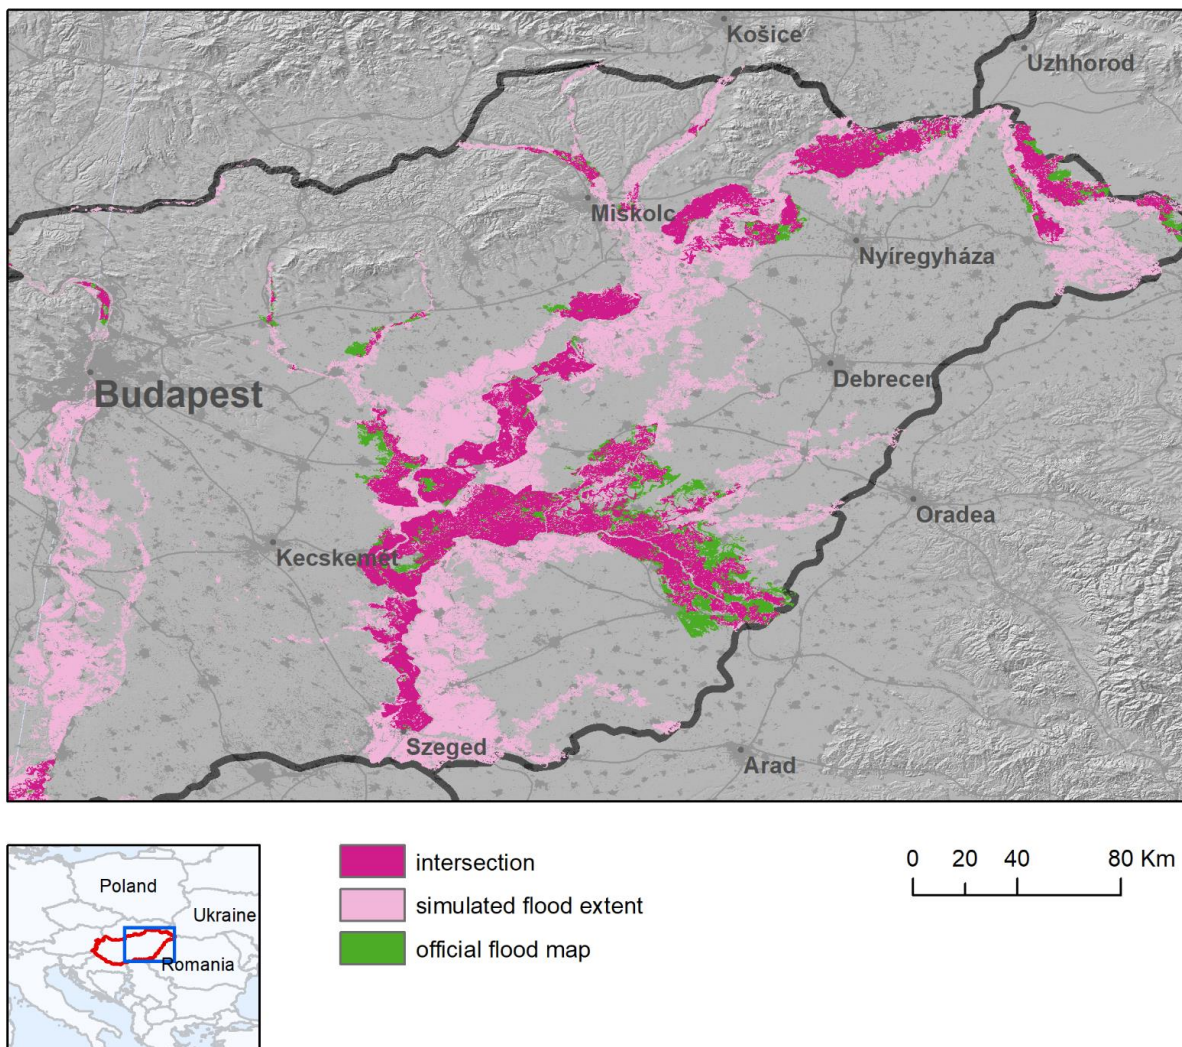 Košice
Uzhhorod
Miskolc
Nyíregyháza
Budapest
Debrecen
Oradea
Kecskemét
Szeged
Arad
Poland
Ukraine
Romania
intersection
simulated flood extent
official flood map
0 20 40 80 Km